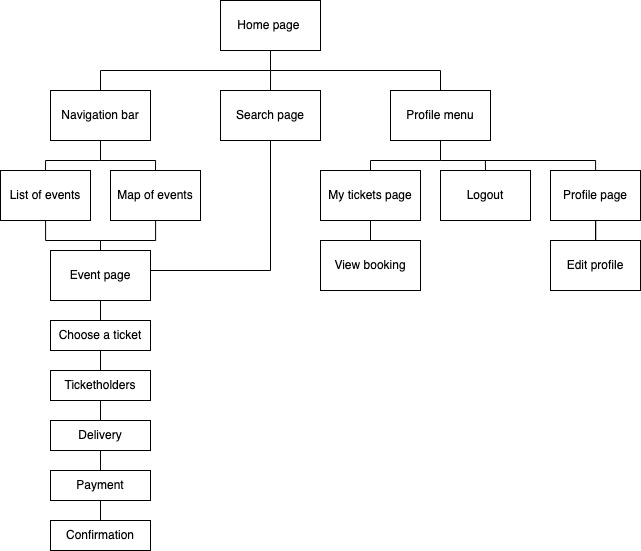 Home page
Navigation bar
Search page
Profile menu
List of events
Map of events
My tickets page
Logout
Profile page
Event page
View booking
Edit profile
Choose a ticket
Ticketholders
Delivery
Payment
Confirmation